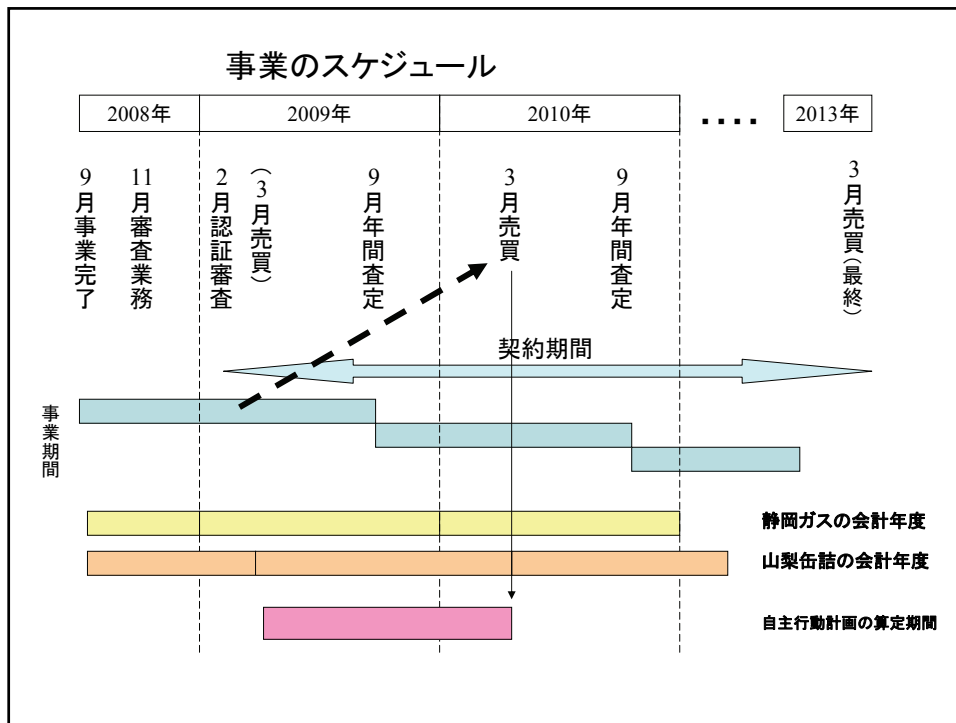 事業のスケジュール
2008年
2009年
2010年
‥‥
2013年
9月事業完了
11月審査業務
2月認証審査
（3月売買）
9月年間査定
3月売買
9月年間査定
3月売買（最終）
契約期間
事業期間
静岡ガスの会計年度
山梨缶詰の会計年度
自主行動計画の算定期間